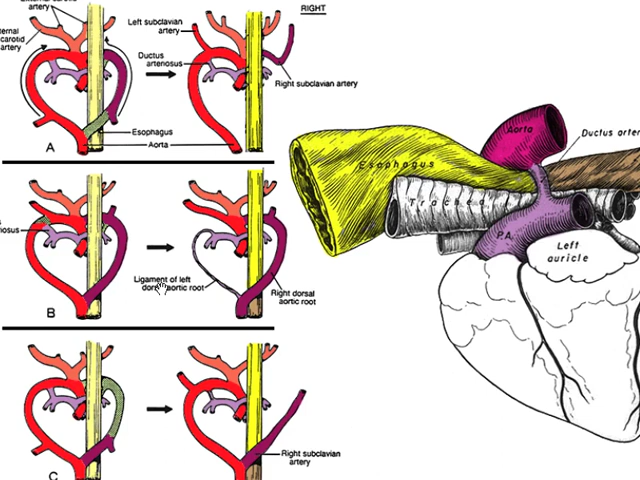 artery
carotid
artery
Left subclavian
artery
Ductus
arteriosus
RIGHT
Right subclavian artery
Esophagus
Aorta
A
Ligament of left
aortic root
Right dorsal
aortic root
B
Right subclavian
artery
C
Esophagus
Aorta
Ductus arter
Trachea
P.A.
Left
auricle